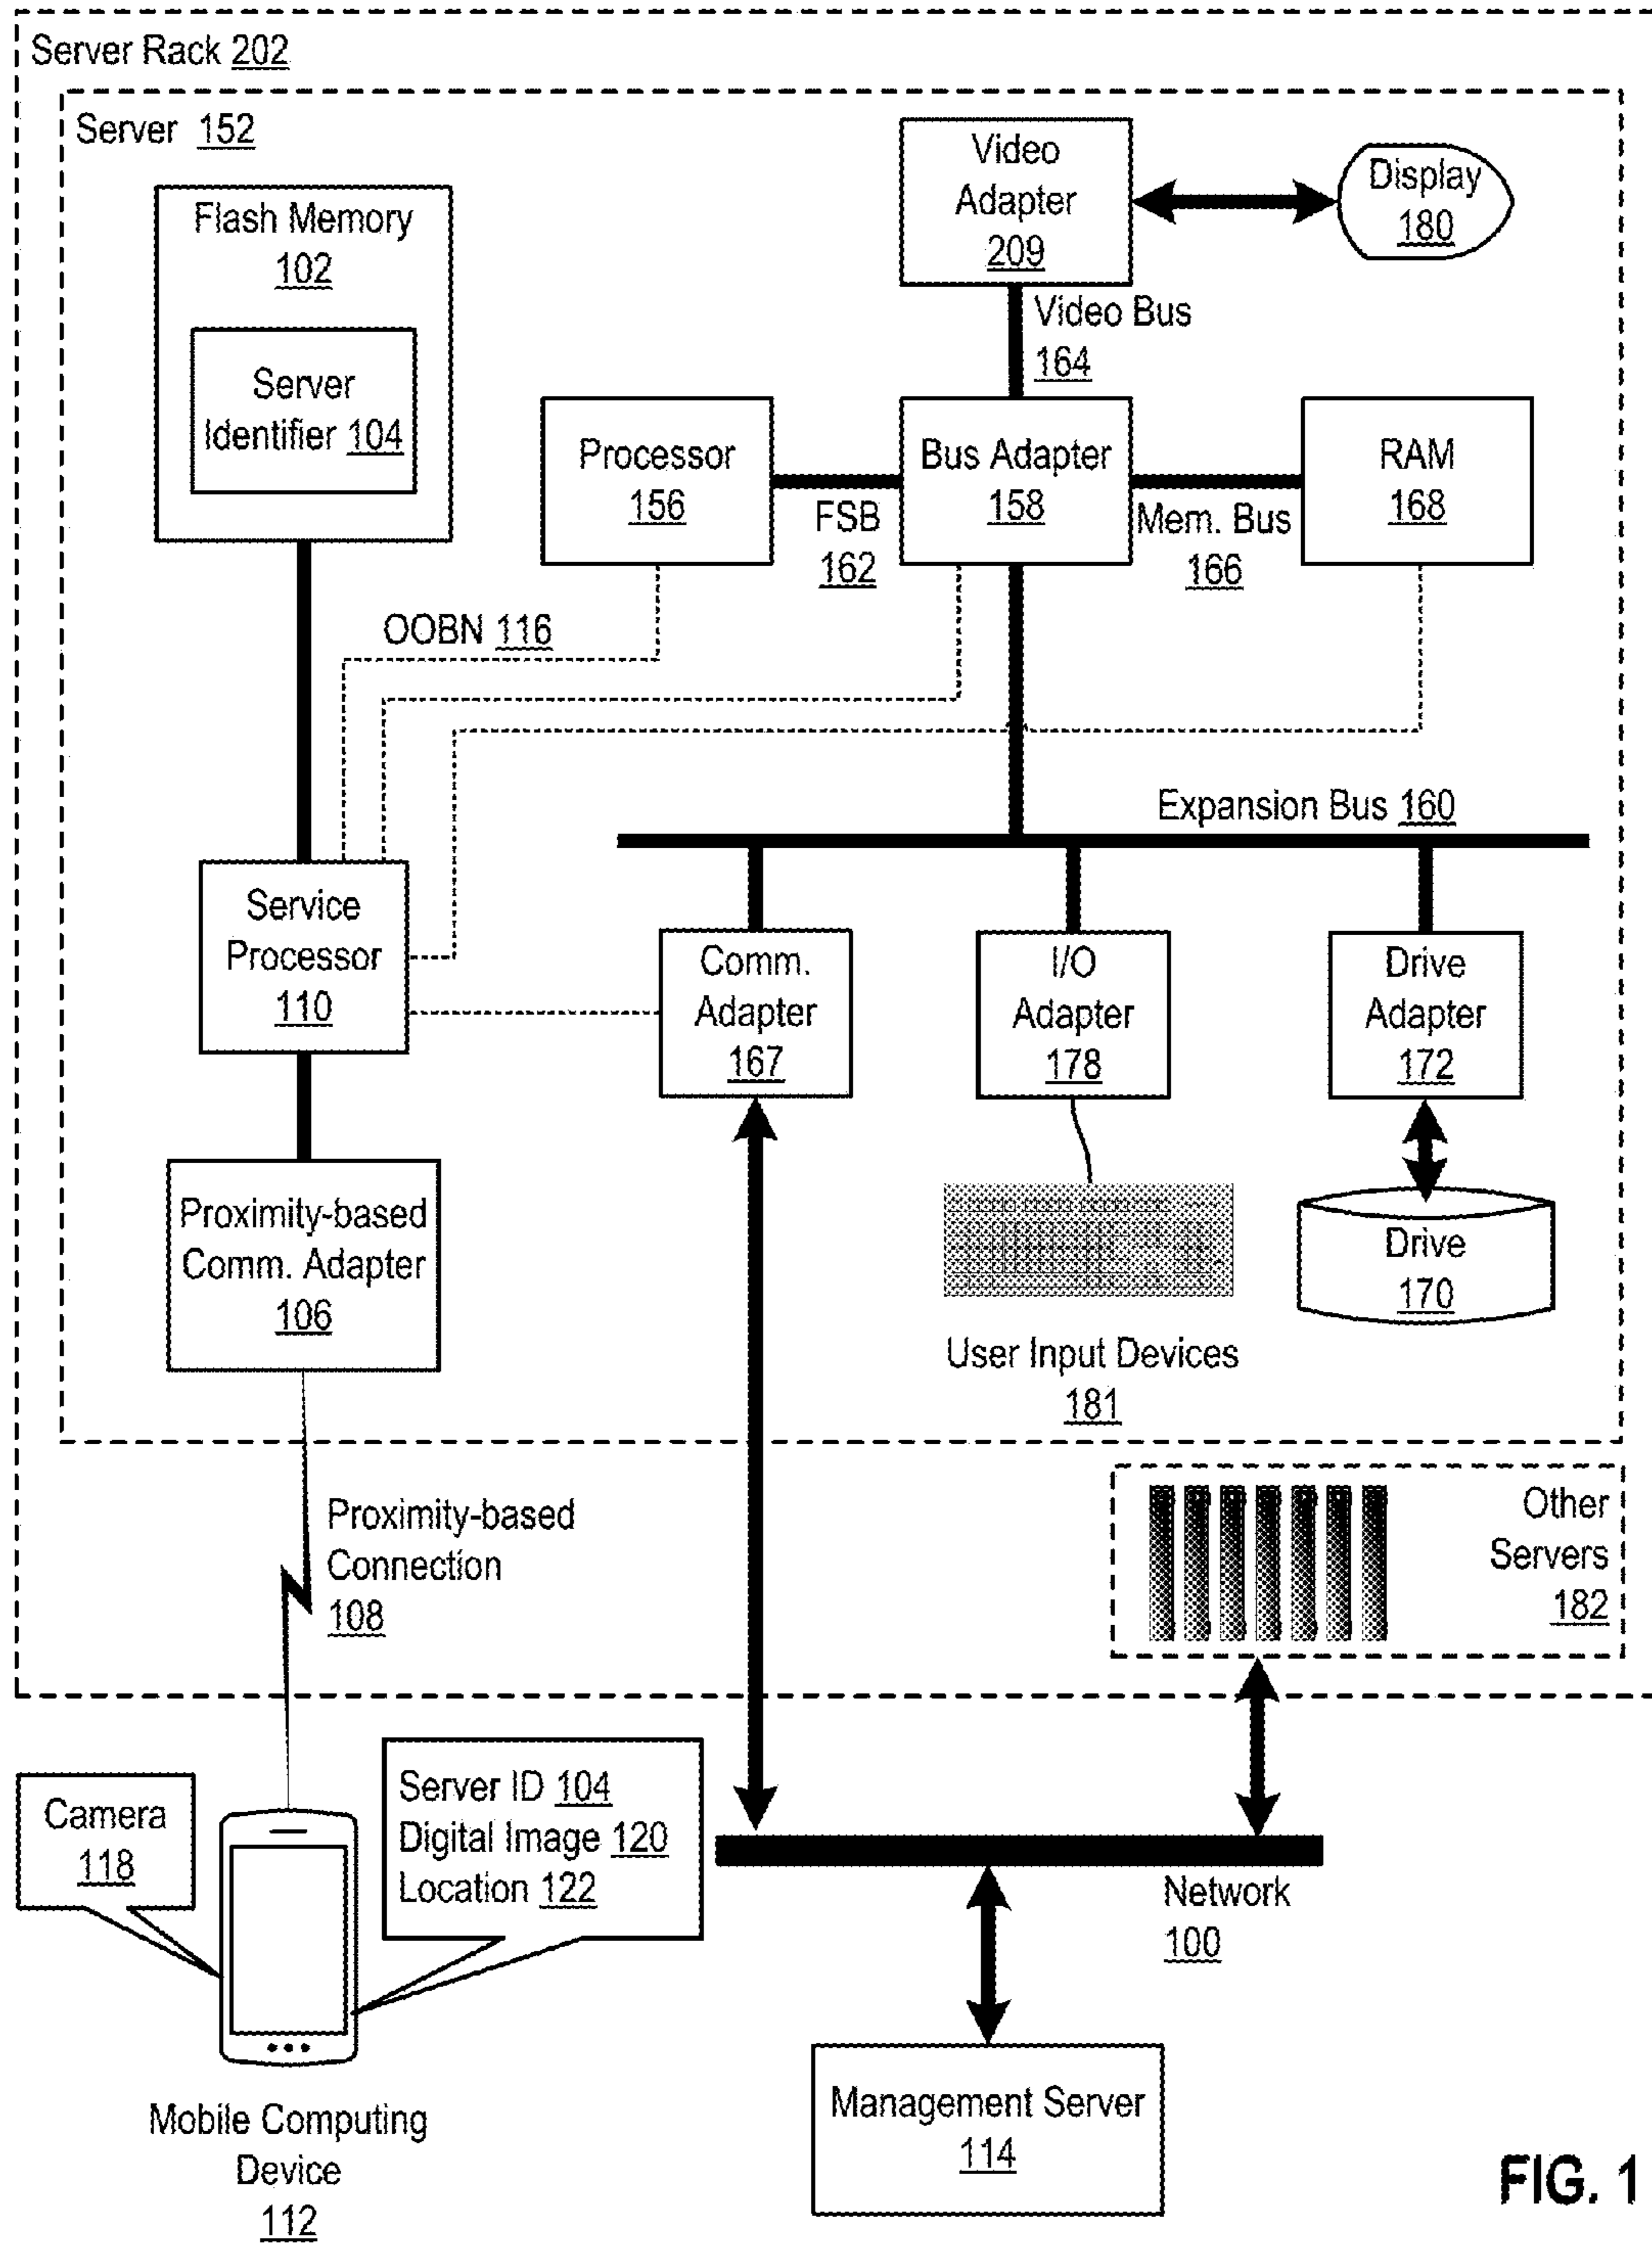 Server Rack 202
Server 152
Flash Memory
102
Server
Identifier 104
Video
Adapter
209
Display
180
Video Bus
164
Processor
156
FSB
162
Bus Adapter
158
Mem. Bus
166
RAM
168
OOBN 116
Expansion Bus 160
Service
Processor
110
Comm.
Adapter
167
I/O
Adapter
178
Drive
Adapter
172
Proximity-based
Comm. Adapter
106
User Input Devices
181
Drive
170
Proximity-based
Connection
108
Other
Servers
182
Camera
118
Server ID 104
Digital Image 120
Location 122
Network
100
Mobile Computing
Device
112
Management Server
114
FIG. 1